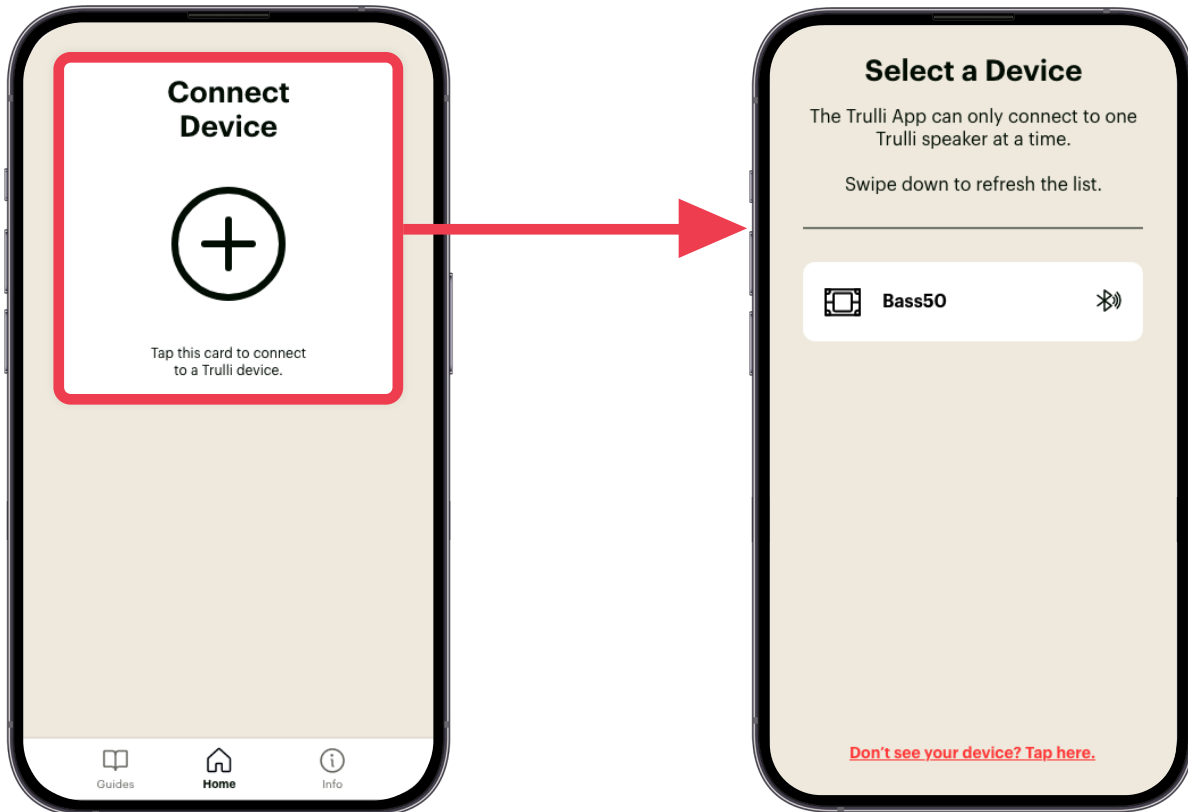 Connect
Device
Tap this card to connect
to a Trulli device.
Guides
Home
Info
Select a Device
The Trulli App can only connect to one
Trulli speaker at a time.
Swipe down to refresh the list.
Bass50
Don't see your device? Tap here.